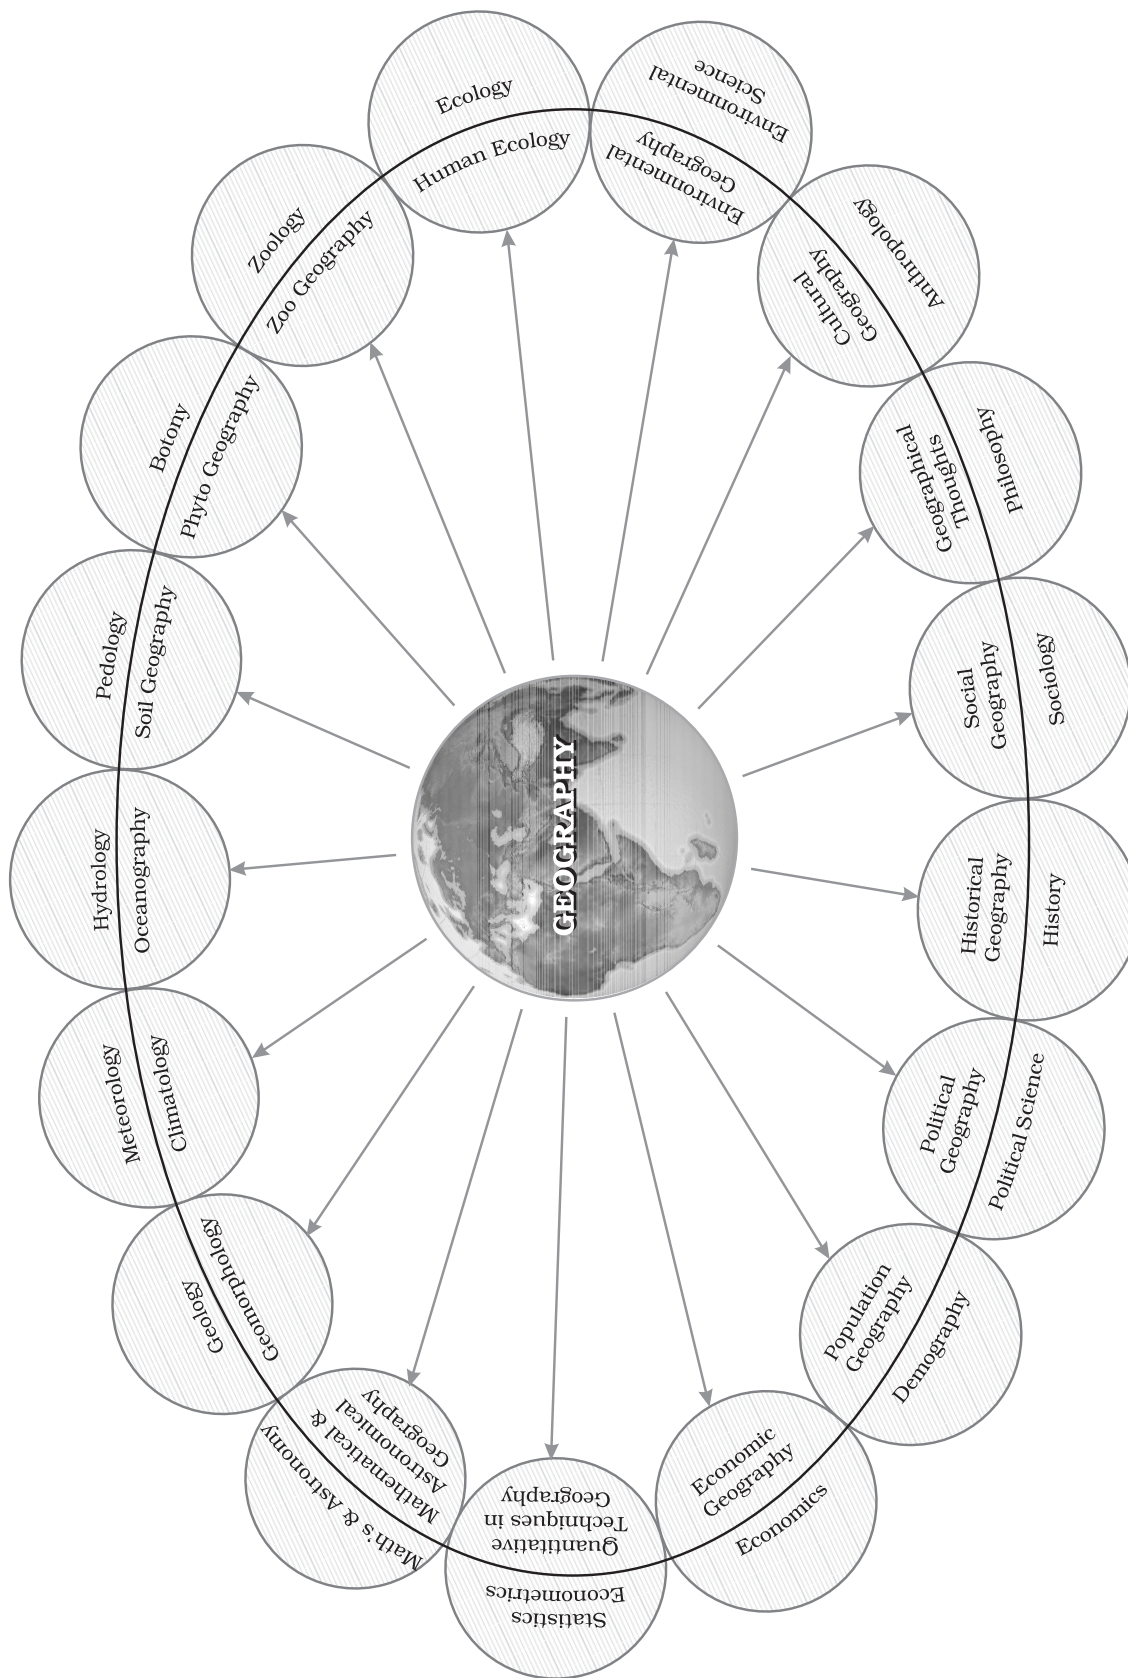 Ecology
Human Ecology
Environmental
Science
Environmental
Geography
Anthropology
Cultural
Geography
Philosophy
Geographical
Thoughts
Sociology
Social
Geography
History
Historical
Geography
Political Science
Political
Geography
Demography
Population
Geography
Economics
Economic
Geography
Statistics
Econometrics
Quantitative
Techniques in
Geography
Math's & Astronomy
Mathematical &
Astronomical
Geography
Geology
Geomorphology
Meteorology
Climatology
Hydrology
Oceanography
Pedology
Soil Geography
Botony
Phyto Geography
Zoology
Zoo Geography
GEOGRAPHY